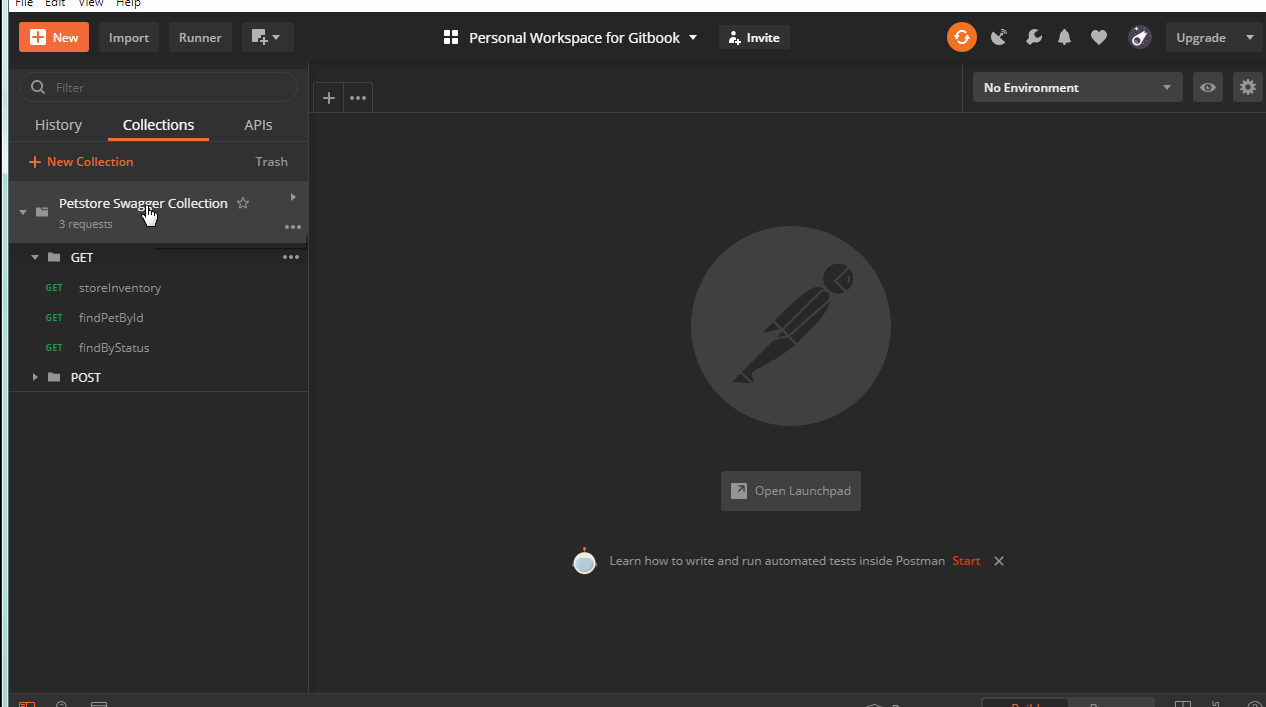 File Edit View Help
New Import Runner Personal Workspace for Gitbook Invite Upgrade
Filter No Environment
History Collections APIs
New Collection Trash
Petstore Swagger Collection
3 requests
GET
GET storeInventory
GET findPetById
GET findByStatus
POST
Open Launchpad
Learn how to write and run automated tests inside Postman Start